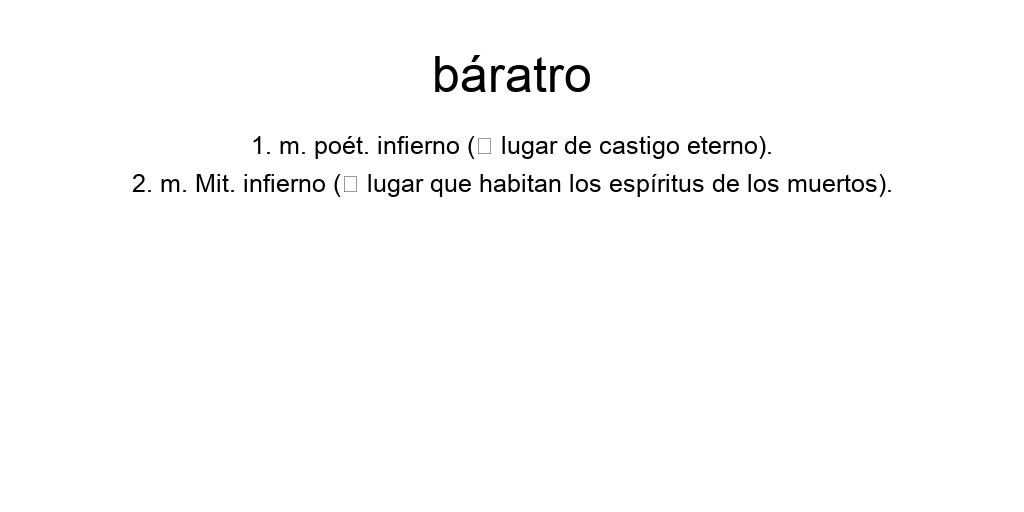 báratro
1. m. poét. infierno (□ lugar de castigo eterno).
2. m. Mit. infierno (□ lugar que habitan los espíritus de los muertos).